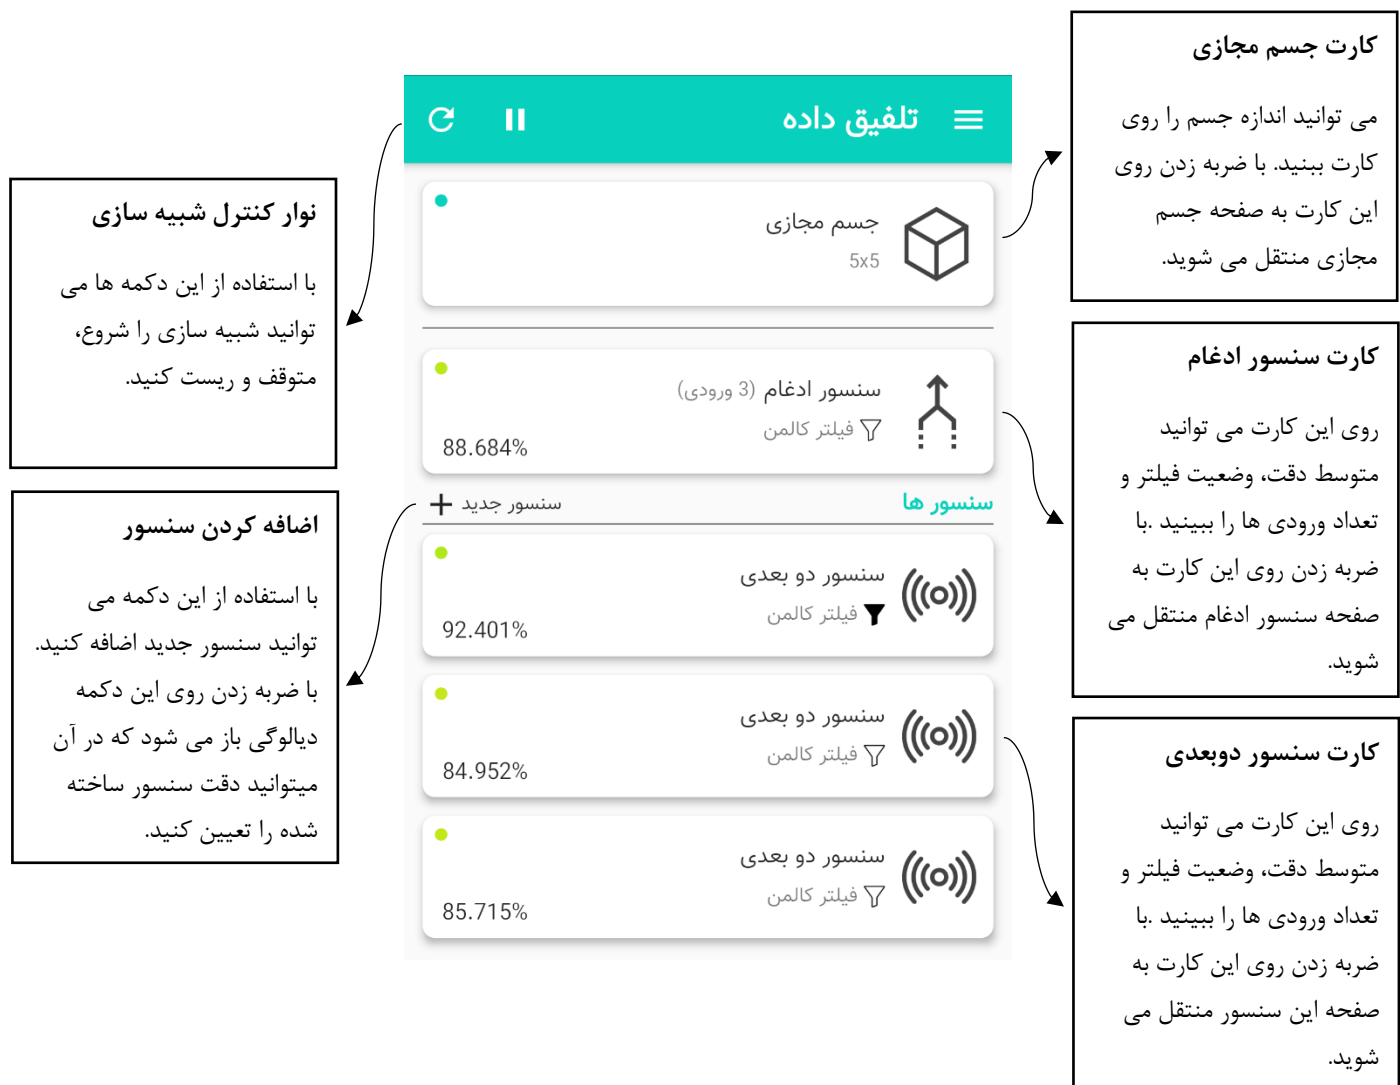 کارت جسم مجازی
می توانید اندازه جسم را روی
کارت ببنید. با ضربه زدن روی
این کارت به صفحه جسم
مجازی منتقل می شوید.
تلفیق داده
نوار کنترل شبیه سازی
با استفاده از این دکمه ها می
توانید شبیه سازی را شروع،
متوقف و ریست کنید.
جسم مجازی
5x5
کارت سنسور ادغام
روی این کارت می توانید
متوسط دقت، وضعیت فیلتر و
تعداد ورودی ها را ببینید .با
ضربه زدن روی این کارت به
صفحه سنسور ادغام منتقل می
شوید.
سنسور ادغام (3 ورودی)
فیلتر کالمن
88.684%
سنسور ها
سنسور جدید
اضافه کردن سنسور
با استفاده از این دکمه می
توانید سنسور جدید اضافه کنید.
با ضربه زدن روی این دکمه
دیالوگی باز می شود که در آن
میتوانید دقت سنسور ساخته
شده را تعیین کنید.
سنسور دو بعدی
فیلتر کالمن
92.401%
سنسور دو بعدی
فیلتر کالمن
84.952%
سنسور دو بعدی
فیلتر کالمن
85.715%
کارت سنسور دوبعدی
روی این کارت می توانید
متوسط دقت، وضعیت فیلتر و
تعداد ورودی ها را ببینید .با
ضربه زدن روی این کارت به
صفحه این سنسور منتقل می
شوید.